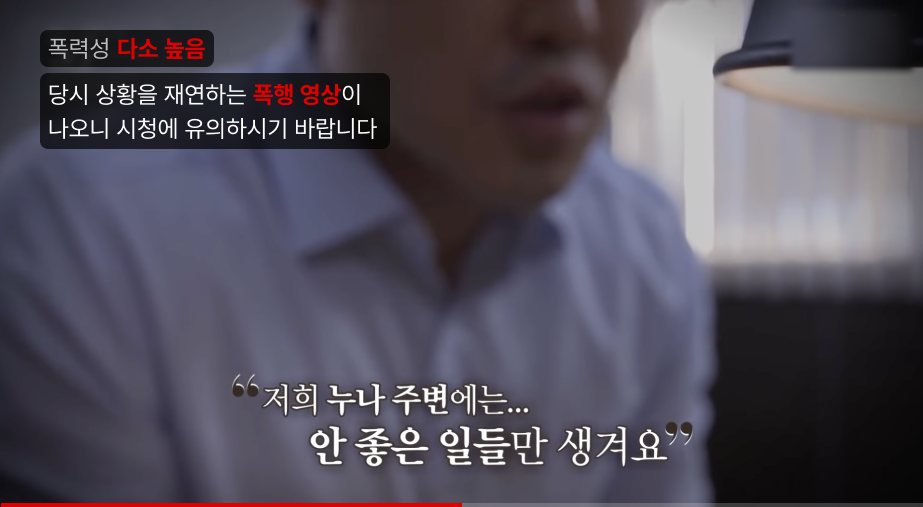 폭력성 다소 높음
당시 상황을 재연하는 폭행 영상이
나오니 시청에 유의하시기 바랍니다
“저희 누나 주변에는...
안 좋은 일들만 생겨요”